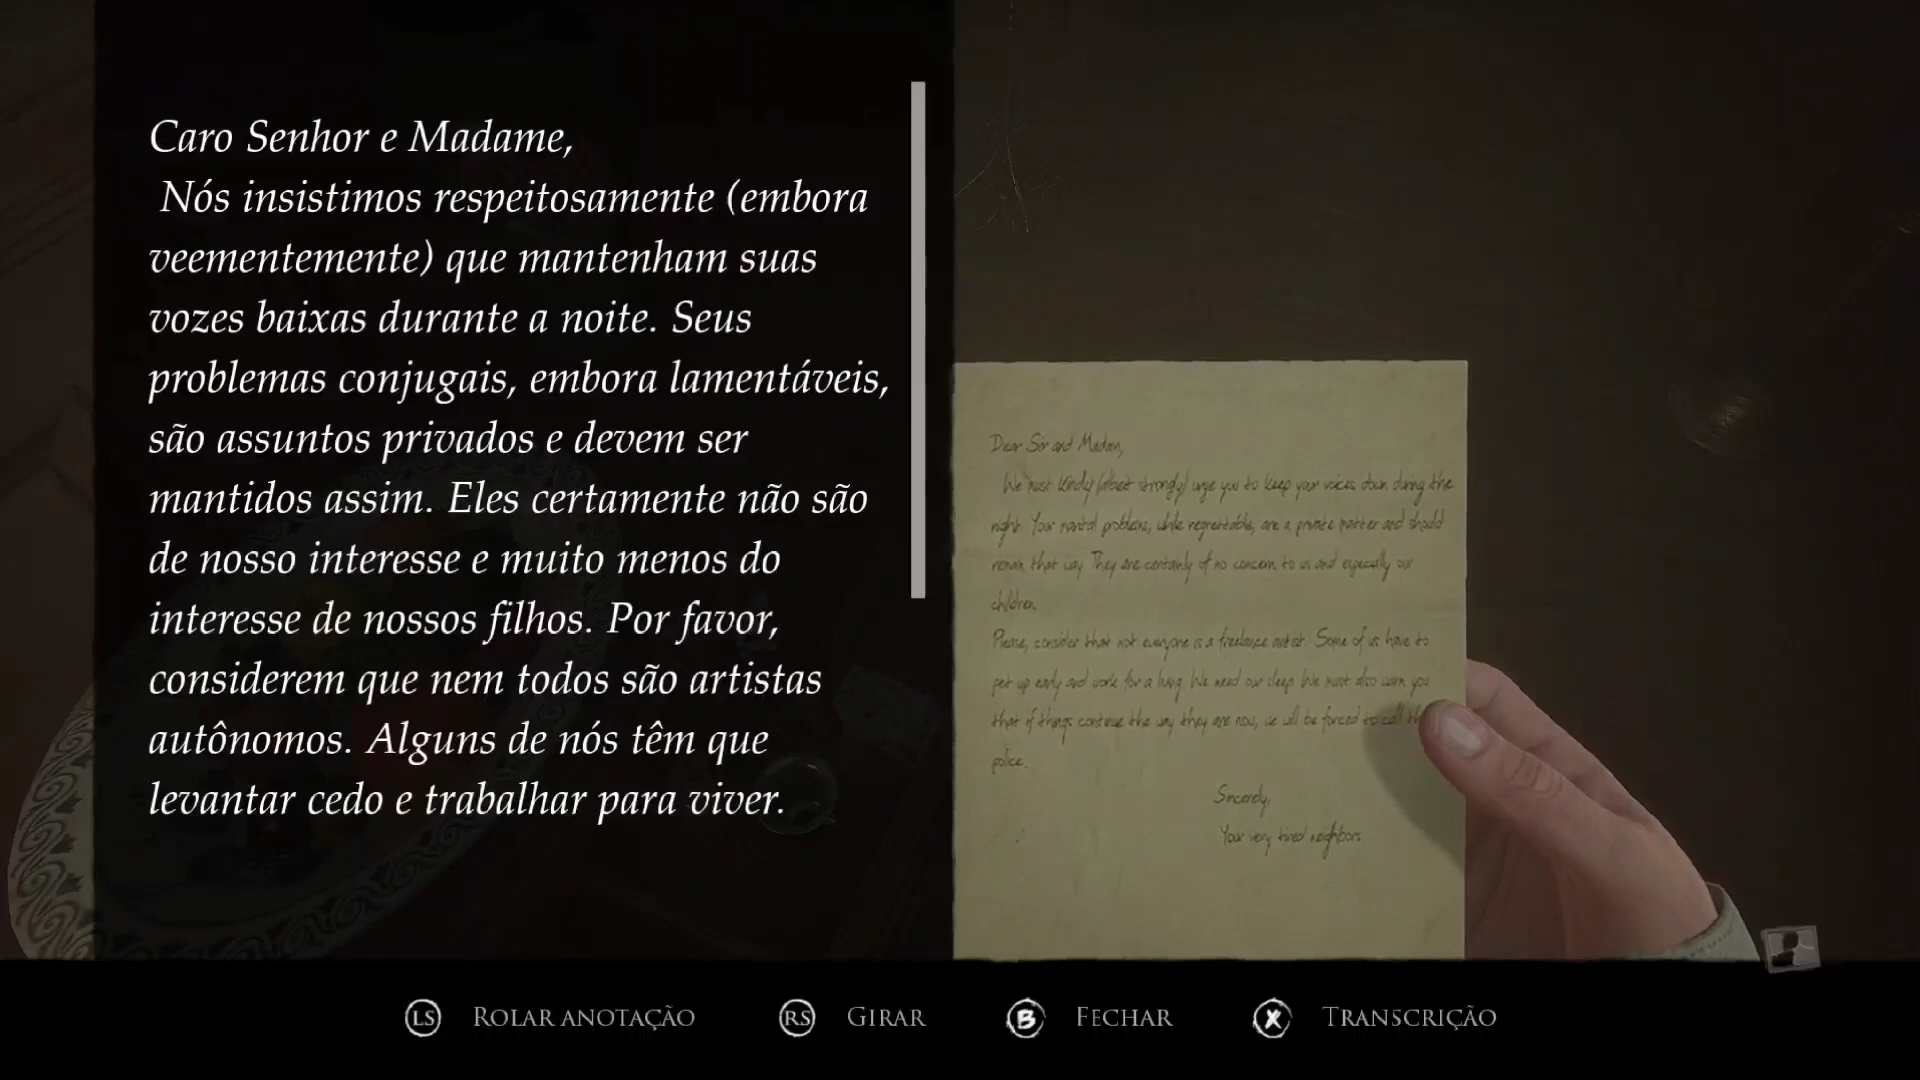 Caro Senhor e Madame,
Nós insistimos respeitosamente (embora
veementemente) que mantenham suas
vozes baixas durante a noite. Seus
problemas conjugais, embora lamentáveis,
são assuntos privados e devem ser
mantidos assim. Eles certamente não são
de nosso interesse e muito menos do
interesse de nossos filhos. Por favor,
considerem que nem todos são artistas
autônomos. Alguns de nós têm que
levantar cedo e trabalhar para viver.
Dear Sir and Madam,
We must kindly (albeit strongly) urge you to keep your voices down during the
night. Your marital problems, while regrettable, are a private matter and should
remain that way. They are certainly of no concern to us and especially our
children.
Please, consider that not everyone is a freelance artist. Some of us have to
get up early and work for a living. We need our sleep. We must also warn you
that if things continue the way they are now, we will be forced to call
police.
Sincerely,
Your very tired neighbors
LS ROLAR ANOTAÇÃO RS GIRAR B FECHAR X TRANSCRIÇÃO